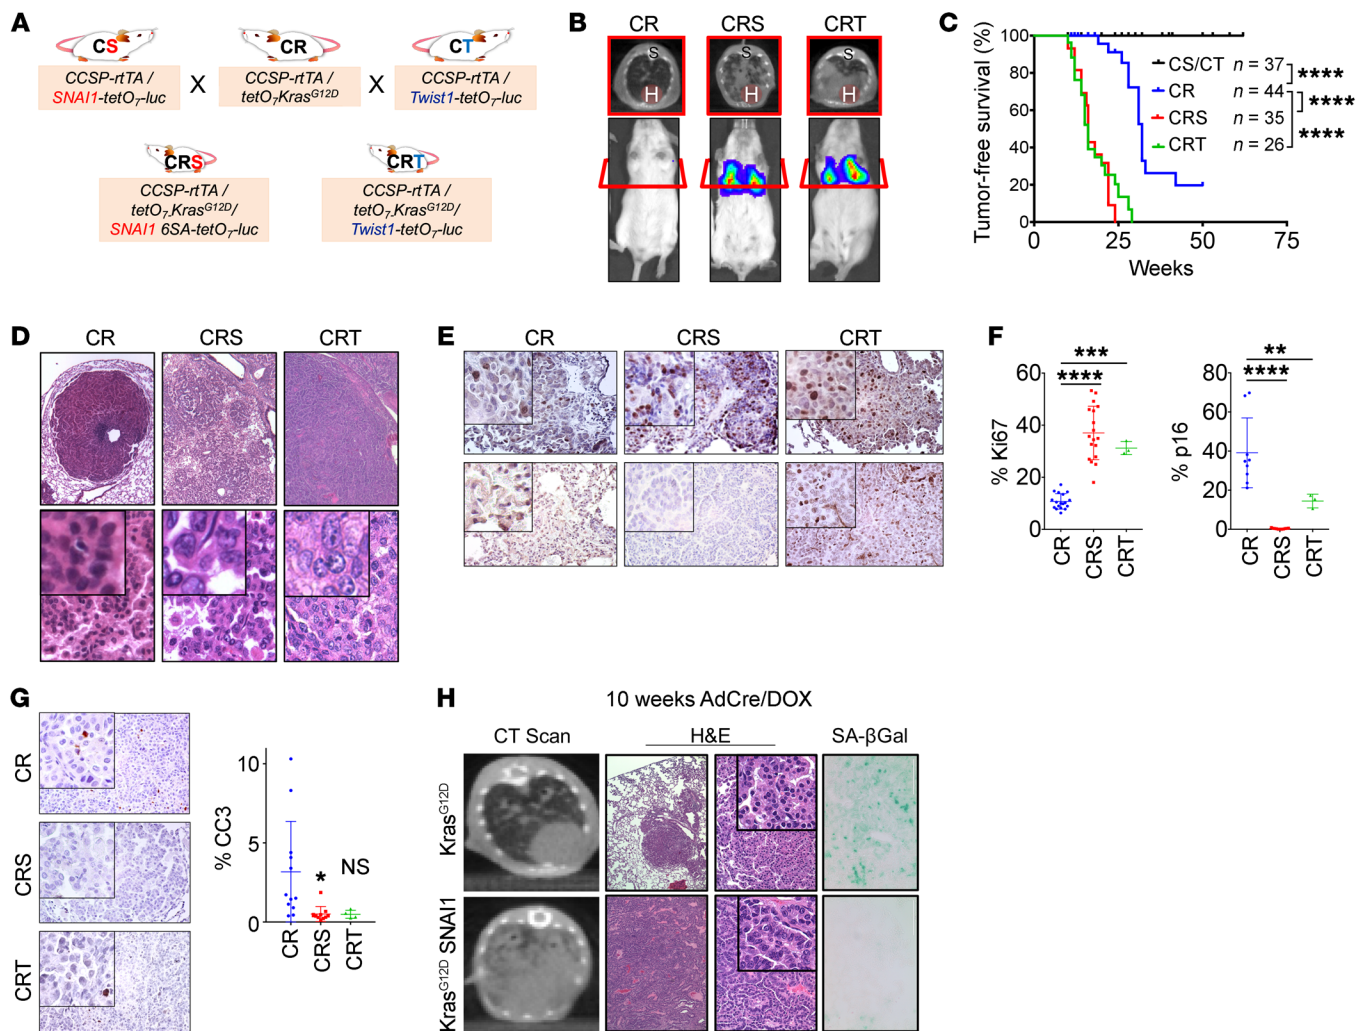 A
CS
CR
CT
CCSP-rtTA /
SNAI1-tetO7-luc
X
CCSP-rtTA /
tetO7KrasG12D
X
CCSP-rtTA /
Twist1-tetO7-luc
CRS
CRT
CCSP-rtTA /
tetO7KrasG12D/
SNAI1 6SA-tetO7-luc
CCSP-rtTA /
tetO7KrasG12D/
Twist1-tetO7-luc
B
CR
CRS
CRT
S
S
S
H
H
H
C
Tumor-free survival (%)
100
80
60
40
20
0
0
25
50
75
Weeks
CS/CT n = 37
CR n = 44
CRS n = 35
CRT n = 26
****
****
****
D
CR
CRS
CRT
E
CR
CRS
CRT
F
% Ki67
60
40
20
0
***
****
CR
CRS
CRT
% p16
80
60
40
20
0
**
****
CR
CRS
CRT
G
CR
CRS
CRT
% CC3
10
5
0
*
NS
CR
CRS
CRT
H
10 weeks AdCre/DOX
CT Scan
H&E
SA-βGal
KrasG12D
KrasG12D SNAI1